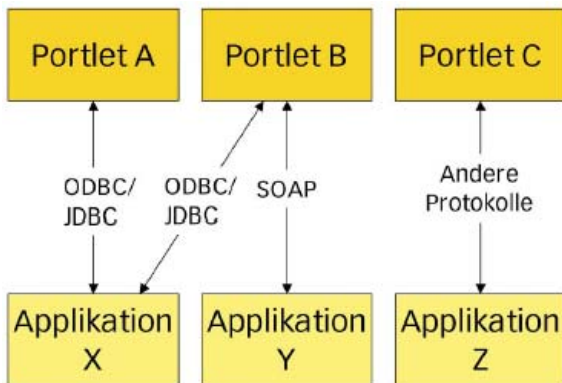 Portlet A
Portlet B
Portlet C
ODBC/
JDBC
ODBC/
JDBC
SOAP
Andere
Protokolle
Applikation
X
Applikation
Y
Applikation
Z